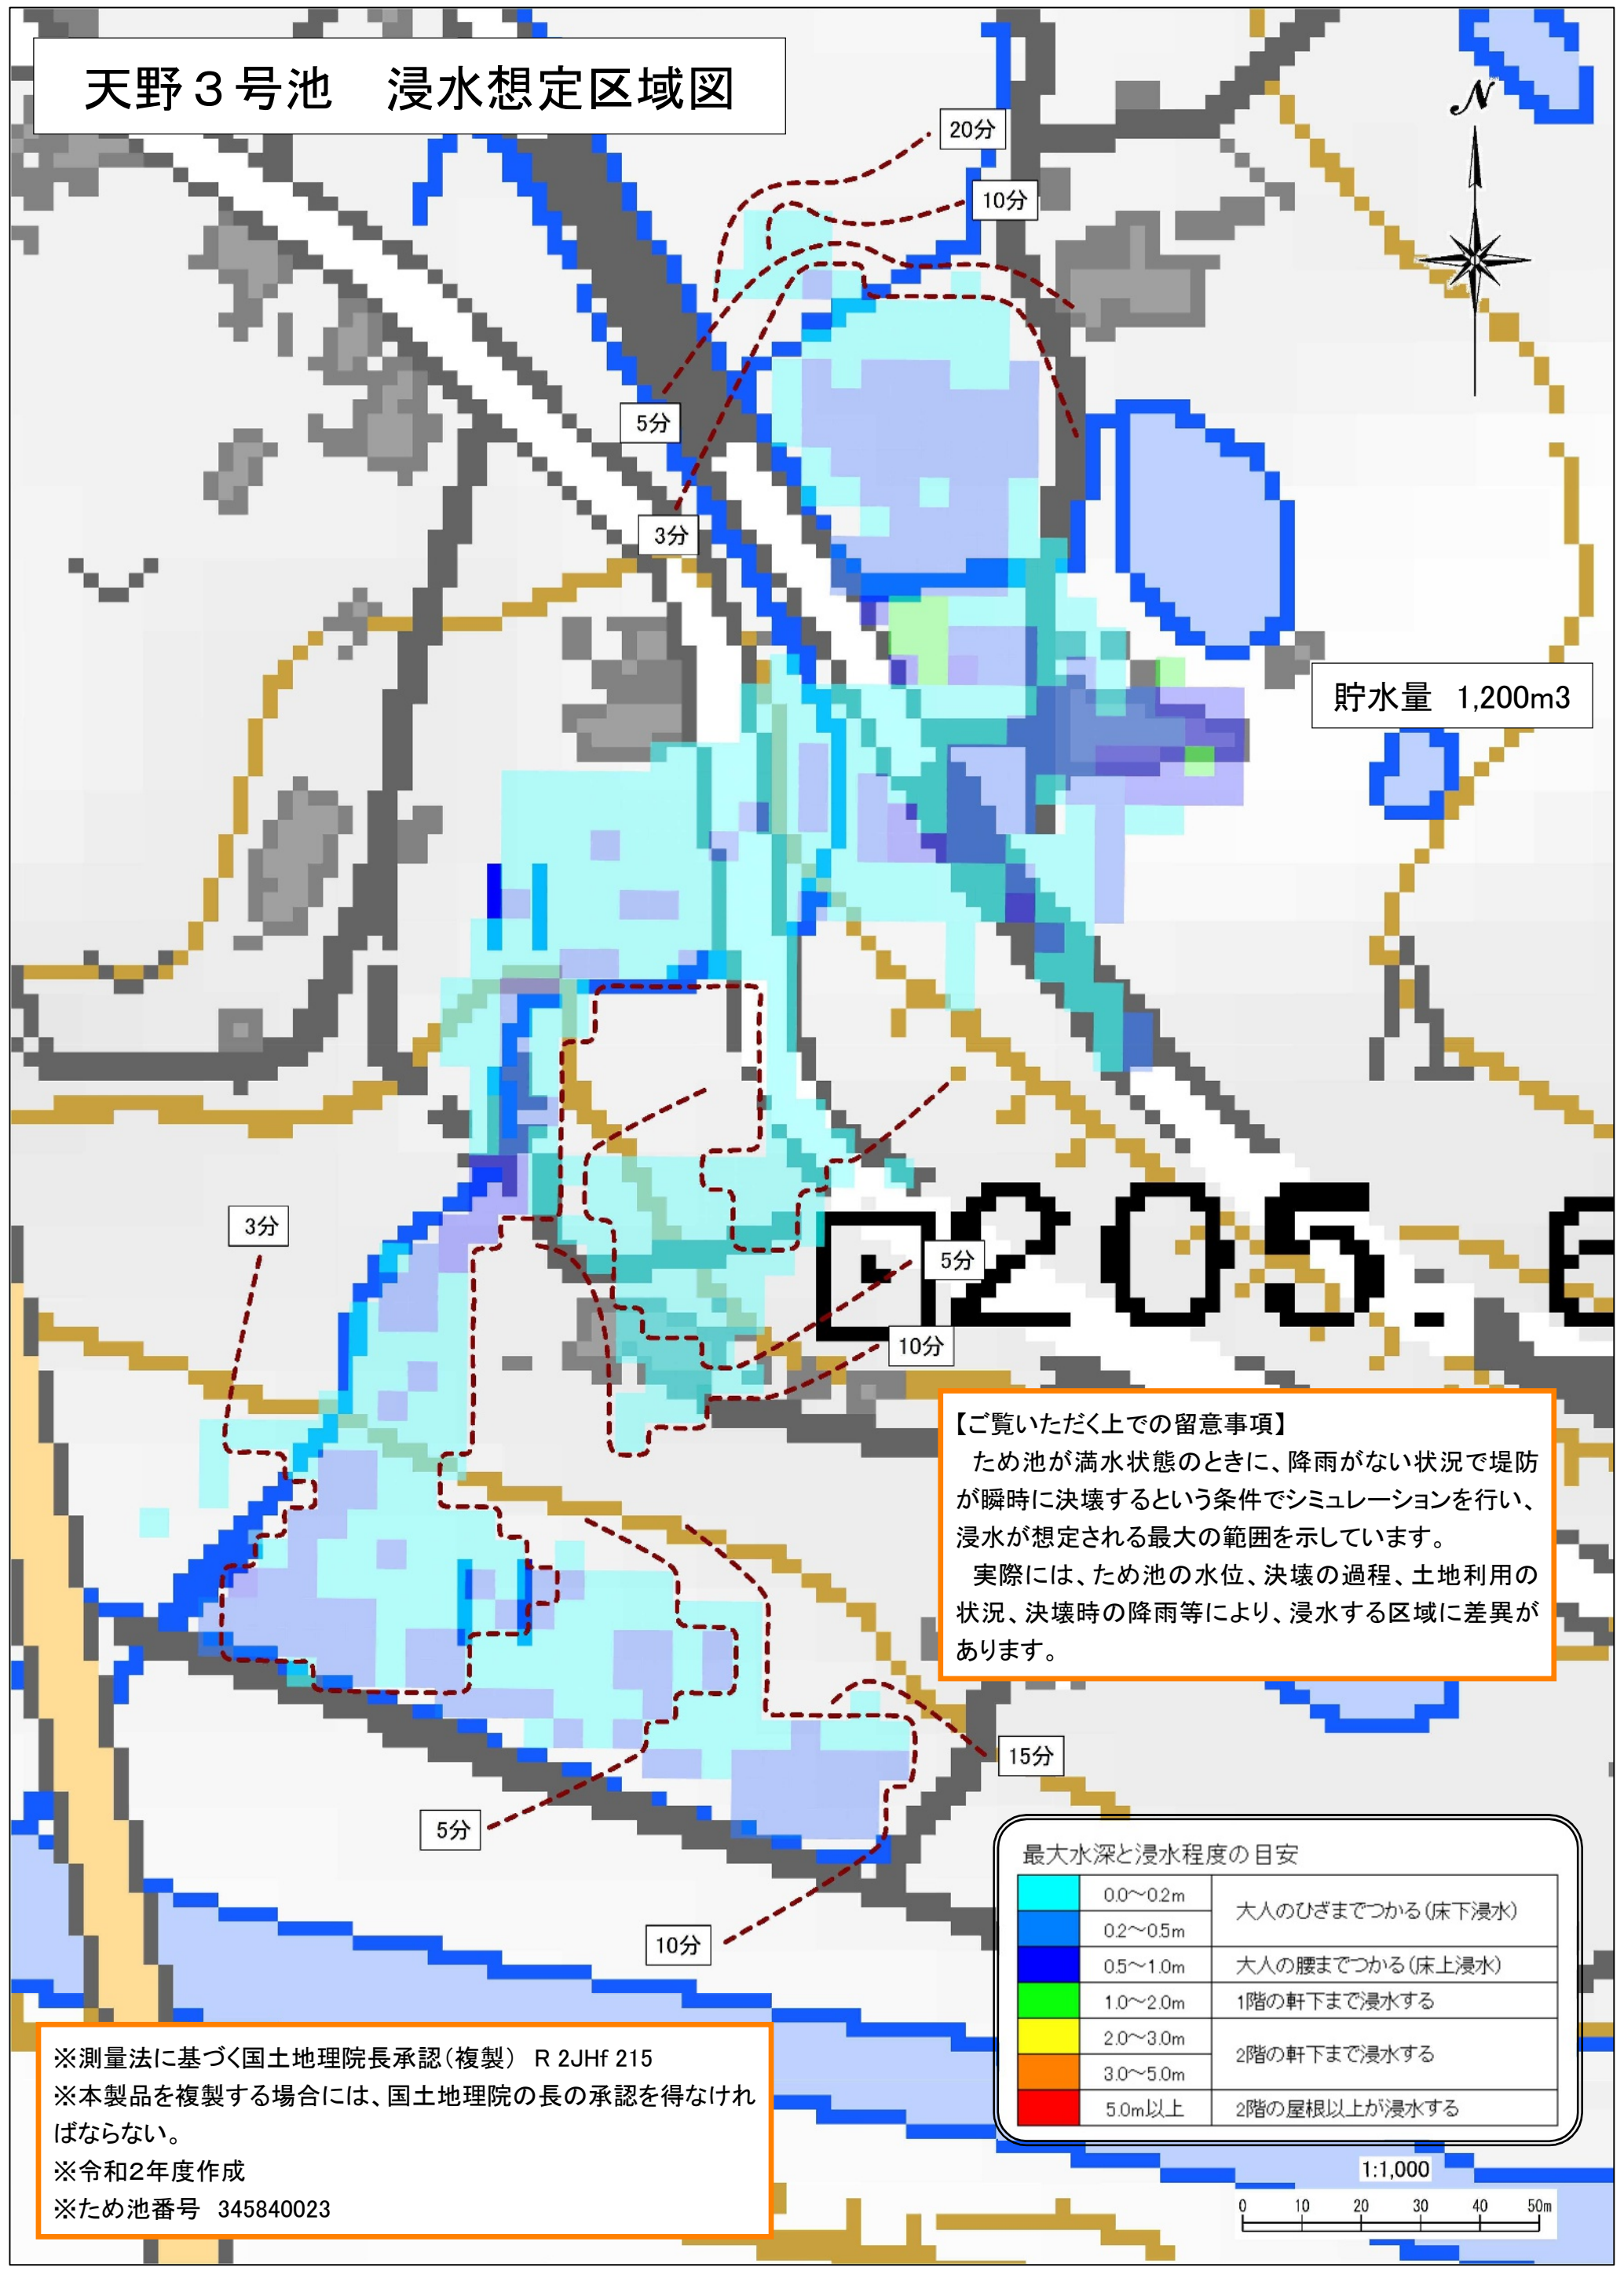 天野３号池　浸水想定区域図
20分
N
10分
5分
3分
貯水量　1,200m3
3分
205.6
5分
10分
【ご覧いただく上での留意事項】
　ため池が満水状態のときに、降雨がない状況で堤防
が瞬時に決壊するという条件でシミュレーションを行い、
浸水が想定される最大の範囲を示しています。
　実際には、ため池の水位、決壊の過程、土地利用の
状況、決壊時の降雨等により、浸水する区域に差異が
あります。
15分
5分
10分
最大水深と浸水程度の目安
0.0～0.2m
大人のひざまでつかる（床下浸水）
0.2～0.5m
0.5～1.0m　大人の腰までつかる（床上浸水）
1.0～2.0m　1階の軒下まで浸水する
2.0～3.0m
2階の軒下まで浸水する
3.0～5.0m
5.0m以上　2階の屋根以上が浸水する
※測量法に基づく国土地理院長承認（複製）　R 2JHf 215
※本製品を複製する場合には、国土地理院の長の承認を得なけれ
ばならない。
※令和２年度作成
※ため池番号　345840023
1:1,000
0 10 20 30 40 50m